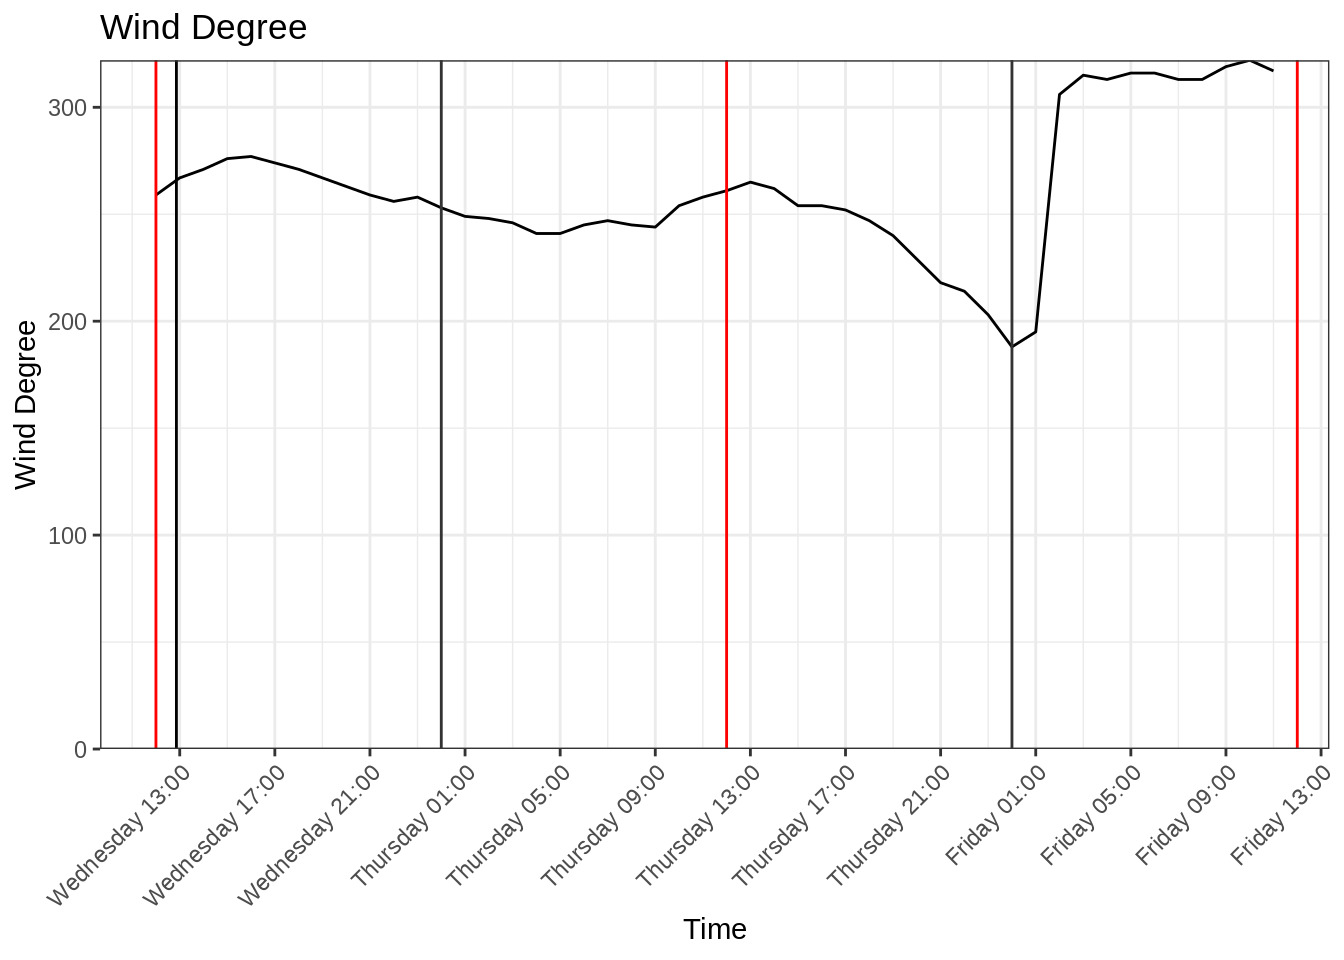 Wind Degree
Wind Degree
300
200
100
0
Wednesday 13:00
Wednesday 17:00
Wednesday 21:00
Thursday 01:00
Thursday 05:00
Thursday 09:00
Thursday 13:00
Thursday 17:00
Thursday 21:00
Friday 01:00
Friday 05:00
Friday 09:00
Friday 13:00
Time